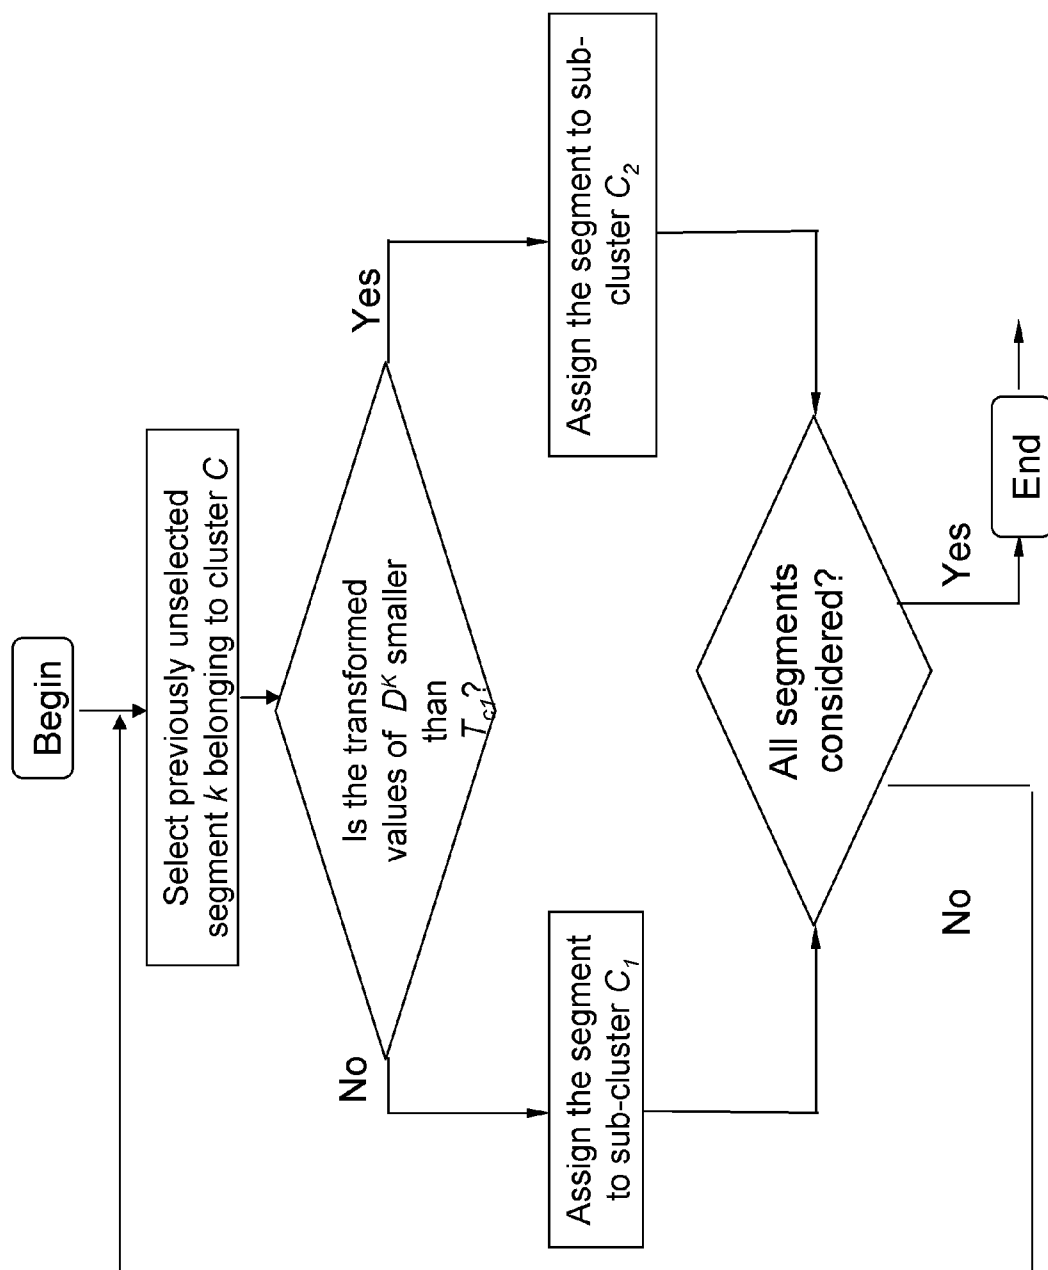 Begin
Select previously unselected
segment k belonging to cluster C
Is the transformed
values of D^K smaller
than
T_c1?
No
Yes
Assign the segment
to sub-cluster C_1
Assign the segment to sub-
cluster C_2
All segments
considered?
No
Yes
End